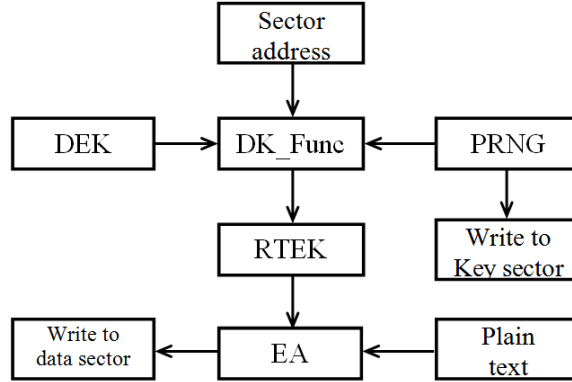 Sector
address
DEK
DK_Func
PRNG
RTEK
Write to
Key sector
Write to
data sector
EA
Plain
text